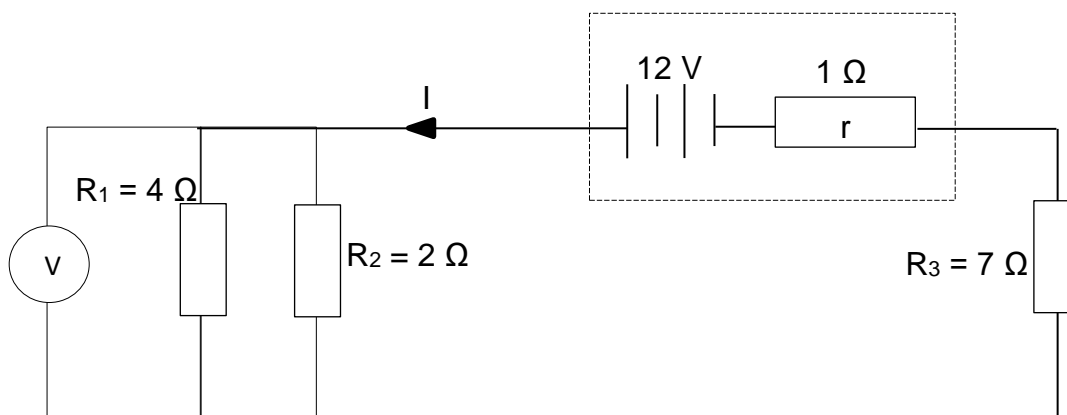 12 V
1 Ω
I
r
R₁ = 4 Ω
V
R₂ = 2 Ω
R₃ = 7 Ω